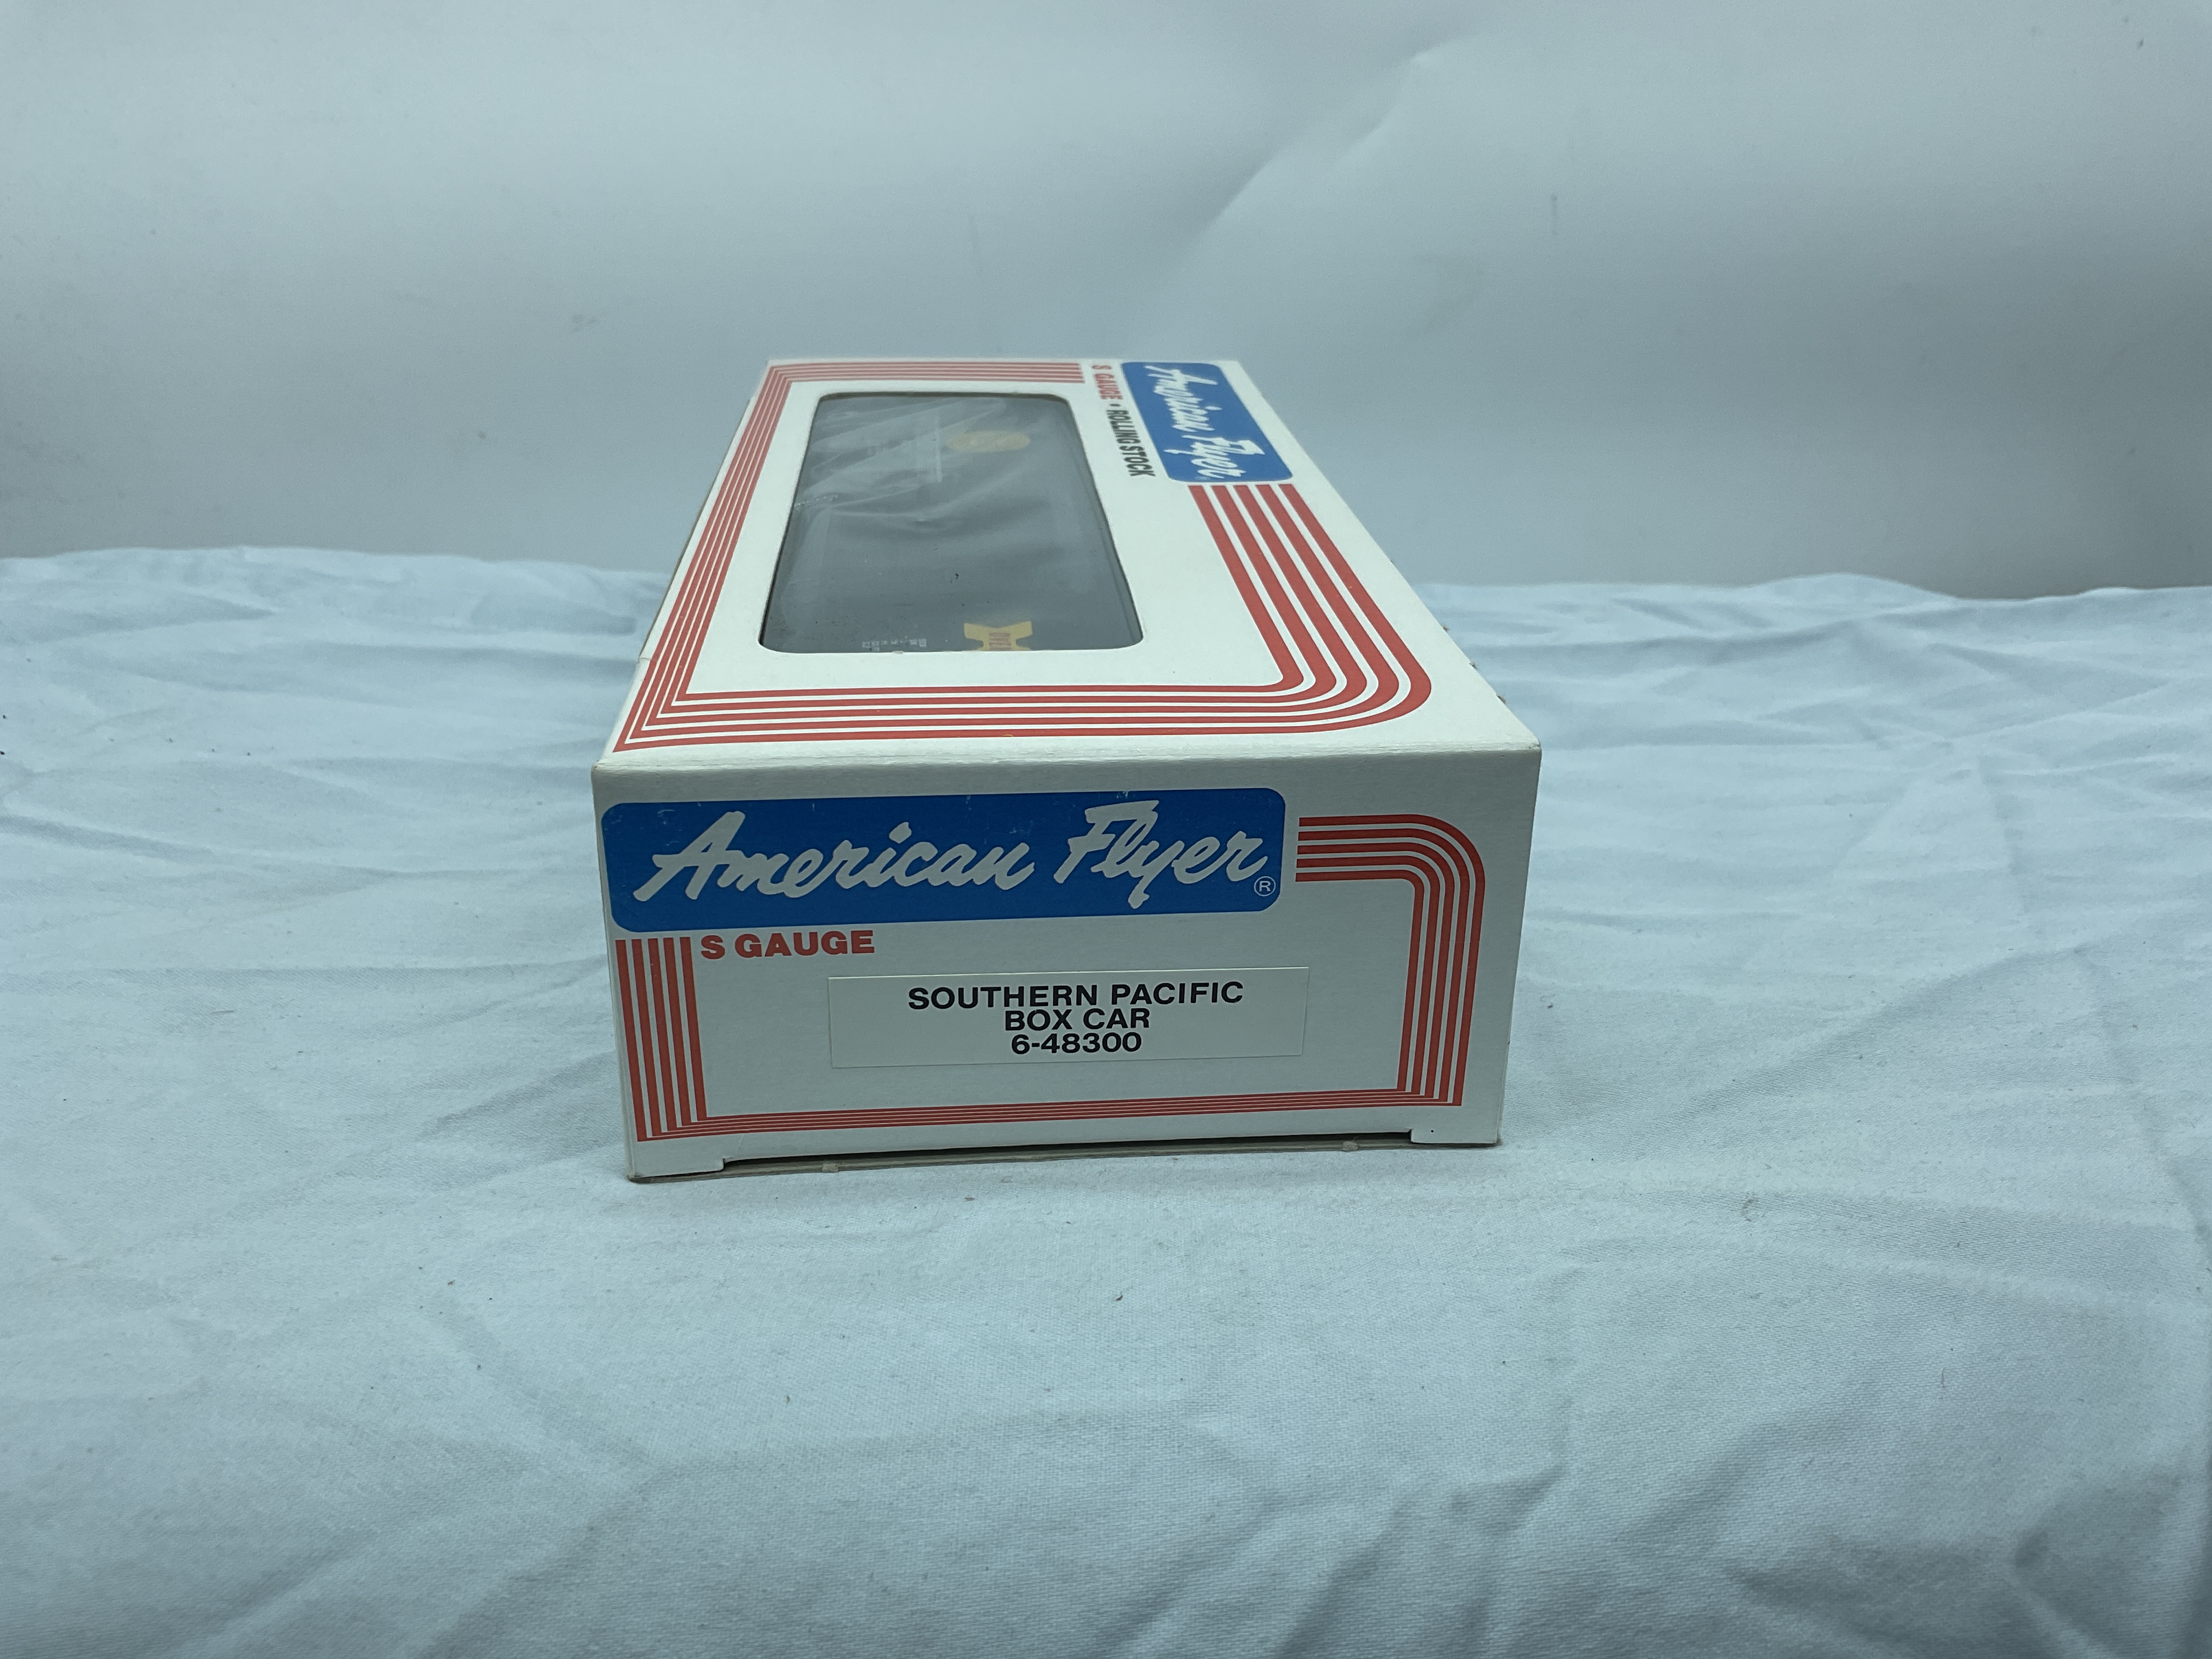 American Flyer
S GAUGE • ROLLING STOCK
American Flyer®
S GAUGE
SOUTHERN PACIFIC
BOX CAR
6-48300